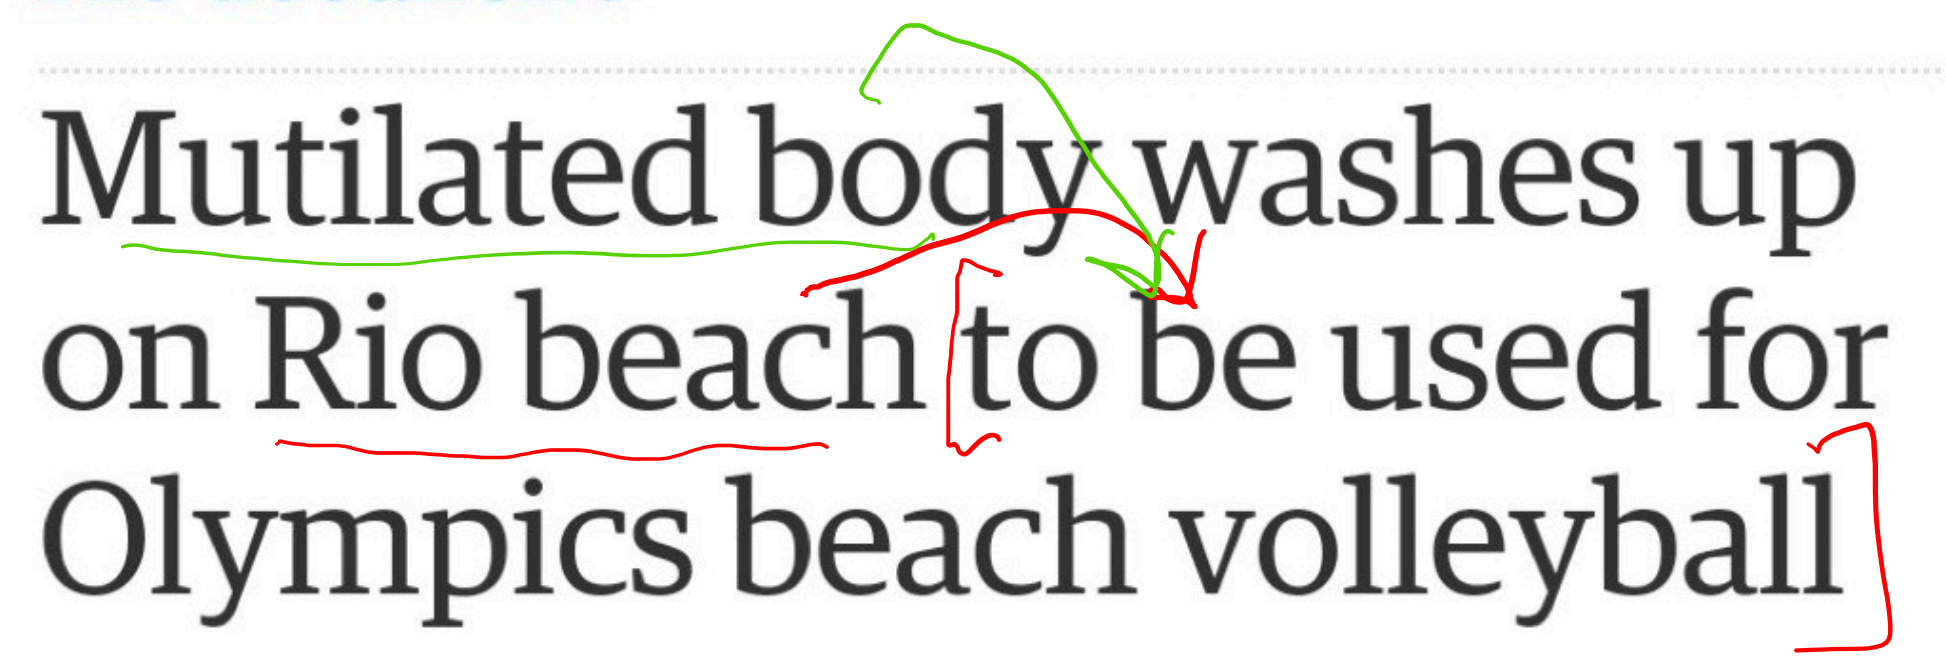 Mutilated body washes up
on Rio beach to be used for
Olympics beach volleyball